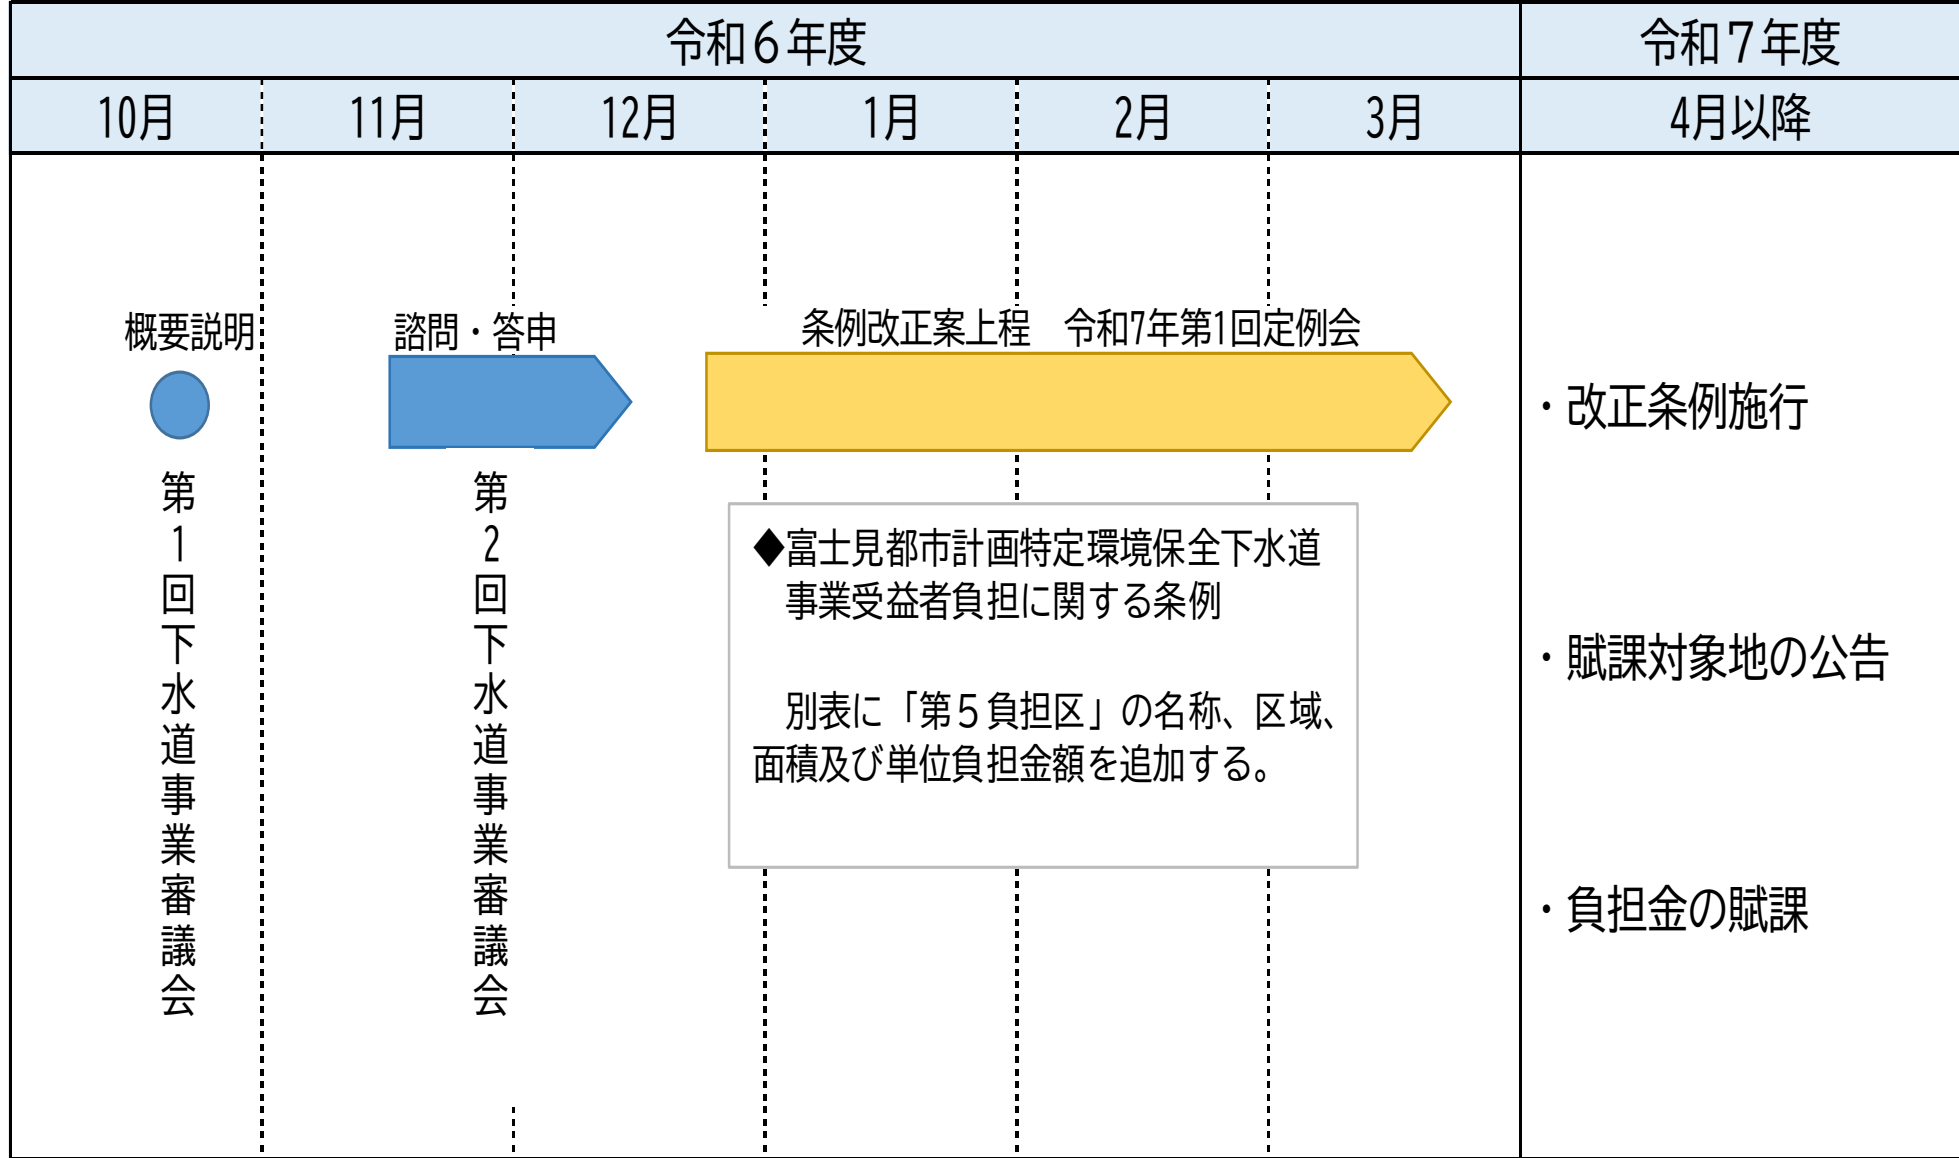 令和６年度
令和７年度
10月
11月
12月
1月
2月
3月
4月以降
概要説明
第1回下水道事業審議会
諮問・答申
第2回下水道事業審議会
条例改正案上程　令和7年第1回定例会
◆富士見都市計画特定環境保全下水道
事業受益者負担に関する条例
別表に「第５負担区」の名称、区域、
面積及び単位負担金額を追加する。
・改正条例施行
・賦課対象地の公告
・負担金の賦課